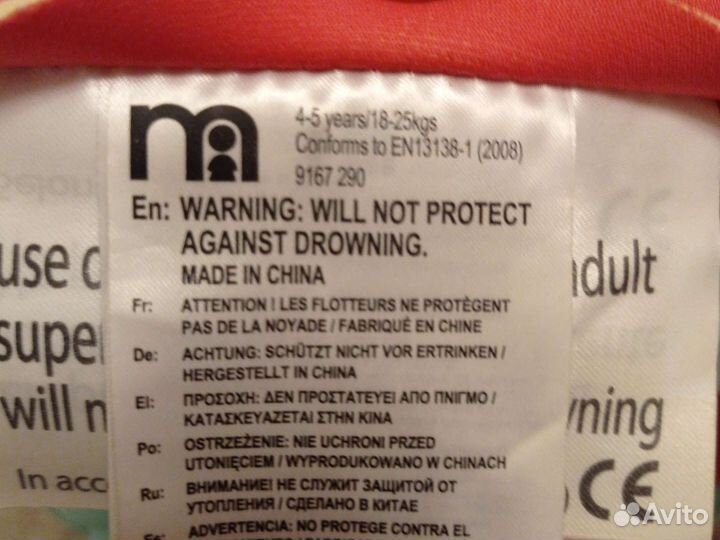 4-5 years/18-25kgs
Conforms to EN13138-1 (2008)
9167 290
En: WARNING: WILL NOT PROTECT
AGAINST DROWNING.
MADE IN CHINA
Fr: ATTENTION ! LES FLOTTEURS NE PROTÈGENT
PAS DE LA NOYADE / FABRIQUÉ EN CHINE
De: ACHTUNG: SCHÜTZT NICHT VOR ERTRINKEN /
HERGESTELLT IN CHINA
El: ΠΡΟΣΟΧΗ: ΔΕΝ ΠΡΟΣΤΑΤΕΥΕΙ ΑΠΟ ΠΝΙΓΜΟ /
ΚΑΤΑΣΚΕΥΑΖΕΤΑΙ ΣΤΗΝ ΚΙΝΑ
Po: OSTRZEŻENIE: NIE UCHRONI PRZED
UTONIĘCIEM / WYPRODUKOWANO W CHINACH
Ru: ВНИМАНИЕ! НЕ СЛУЖИТ ЗАЩИТОЙ ОТ
УТОПЛЕНИЯ / СДЕЛАНО В КИТАЕ
Es: ADVERTENCIA: NO PROTEGE CONTRA EL
use
adult
will
In
CE
Avito